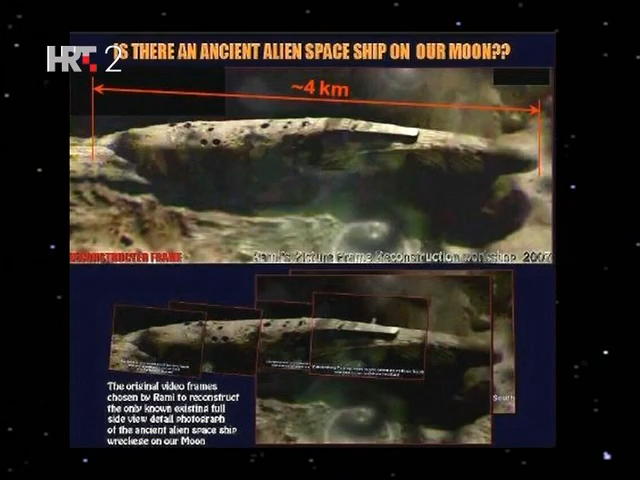 HRT 2
IS THERE AN ANCIENT ALIEN SPACE SHIP ON OUR MOON??
~4 km
RECONSTRUCTED FRAME
Rami's Picture Frame Reconstruction workshop 2007
The original video frames
chosen by Rami to reconstruct
the only known existing full
side view detail photograph
of the ancient alien space ship
wreckege on our Moon
South